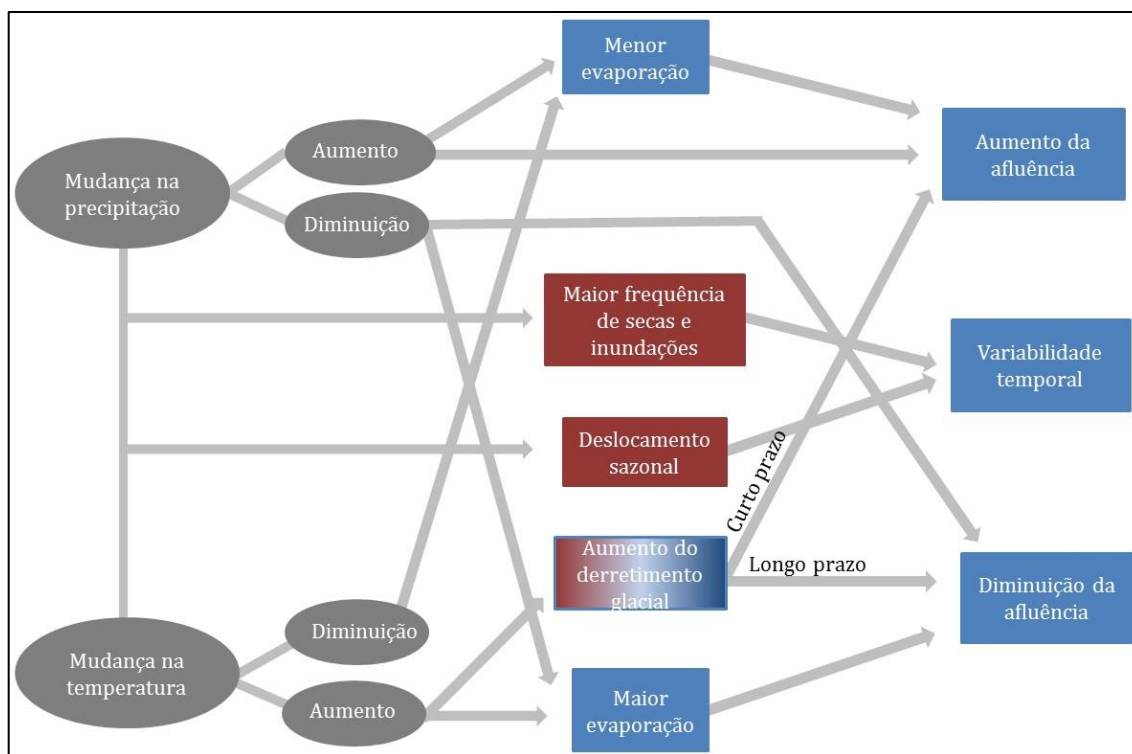 Menor
evaporação
Aumento
Aumento da
afluência
Mudança na
precipitação
Diminuição
Maior frequência
de secas e
inundações
Variabilidade
temporal
Deslocamento
sazonal
Curto prazo
Aumento do
derretimento
glacial
Longo prazo
Diminuição da
afluência
Diminuição
Mudança na
temperatura
Aumento
Maior
evaporação